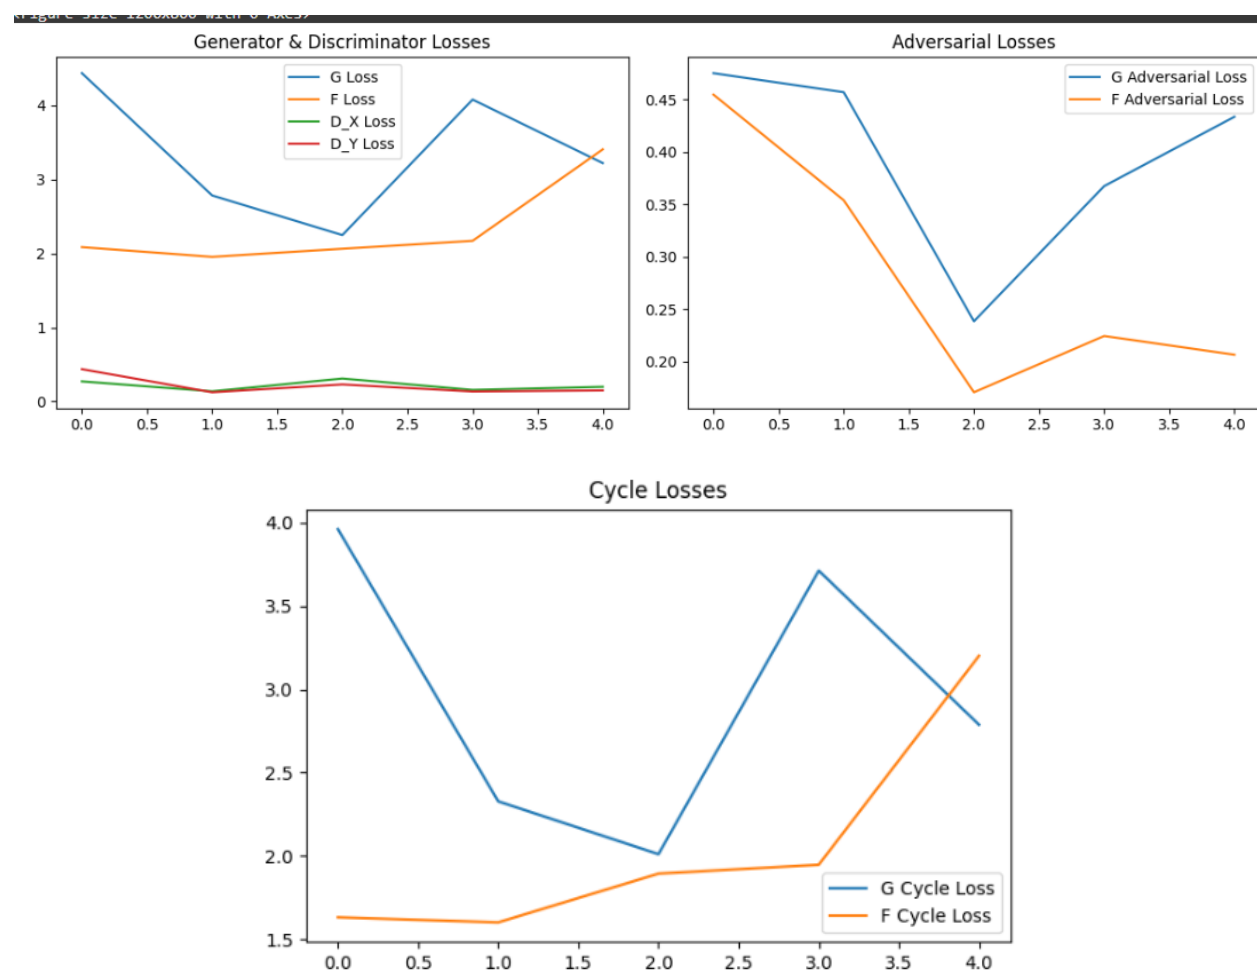 Generator & Discriminator Losses
G Loss
F Loss
D_X Loss
D_Y Loss
4
3
2
1
0
0.0 0.5 1.0 1.5 2.0 2.5 3.0 3.5 4.0
Adversarial Losses
G Adversarial Loss
F Adversarial Loss
0.45
0.40
0.35
0.30
0.25
0.20
0.0 0.5 1.0 1.5 2.0 2.5 3.0 3.5 4.0
Cycle Losses
4.0
3.5
3.0
2.5
2.0
1.5
G Cycle Loss
F Cycle Loss
0.0 0.5 1.0 1.5 2.0 2.5 3.0 3.5 4.0